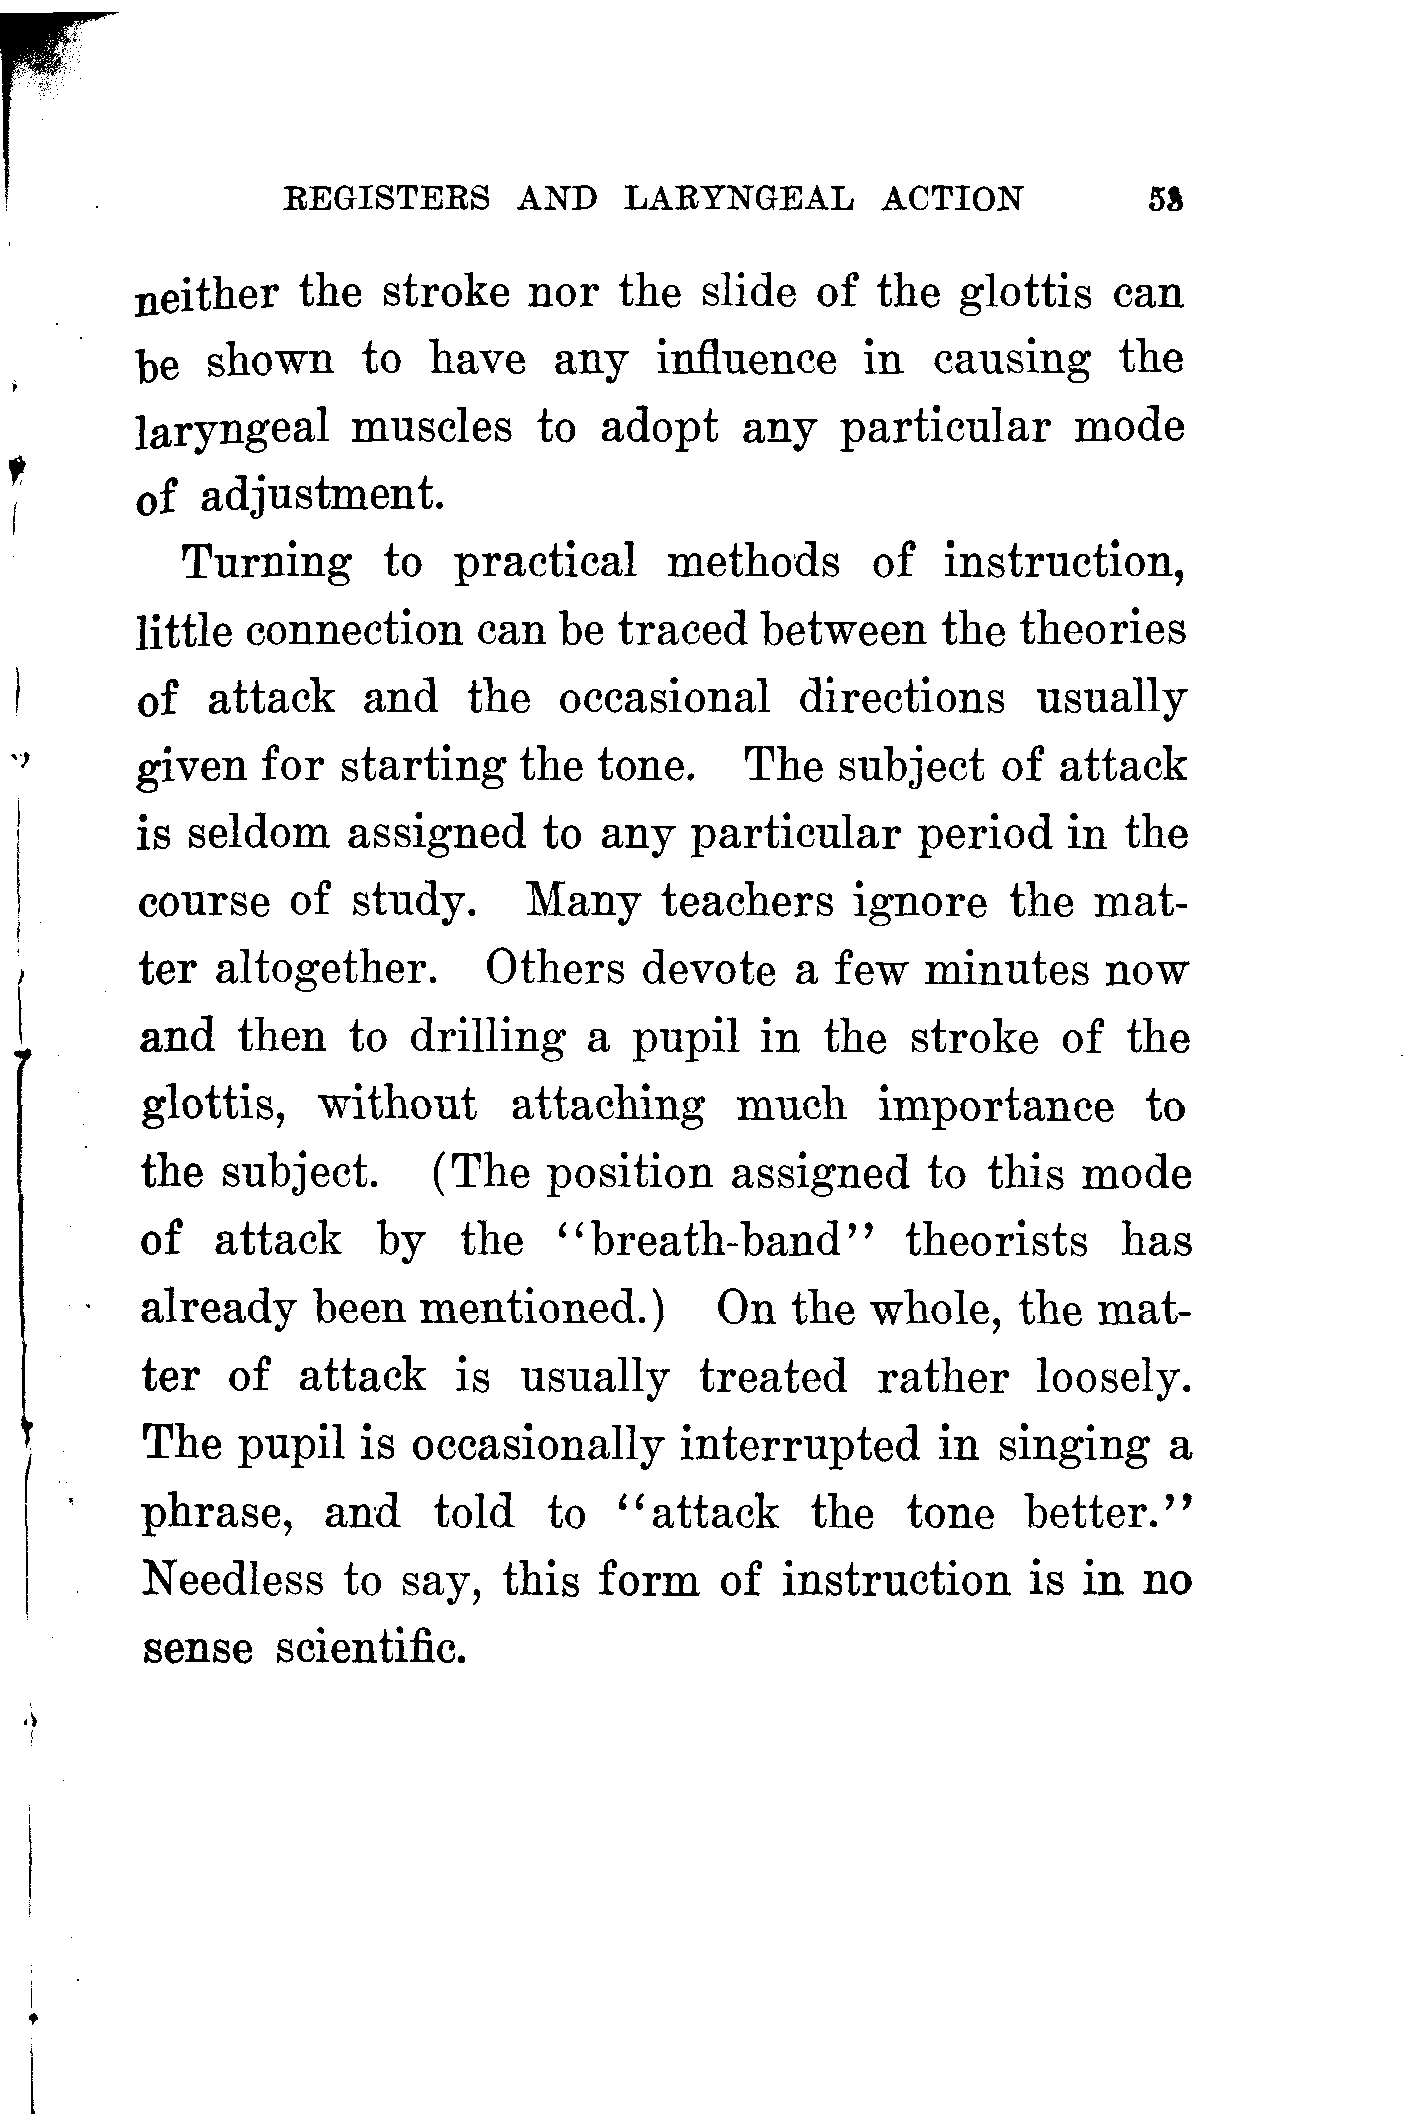 REGISTERS AND LARYNGEAL ACTION 53
neither the stroke nor the slide of the glottis can
be shown to have any influence in causing the
laryngeal muscles to adopt any particular mode
of adjustment.
Turning to practical methods of instruction,
little connection can be traced between the theories
of attack and the occasional directions usually
given for starting the tone. The subject of attack
is seldom assigned to any particular period in the
course of study. Many teachers ignore the mat-
ter altogether. Others devote a few minutes now
and then to drilling a pupil in the stroke of the
glottis, without attaching much importance to
the subject. (The position assigned to this mode
of attack by the “breath-band” theorists has
already been mentioned.) On the whole, the mat-
ter of attack is usually treated rather loosely.
The pupil is occasionally interrupted in singing a
phrase, and told to “attack the tone better.”
Needless to say, this form of instruction is in no
sense scientific.